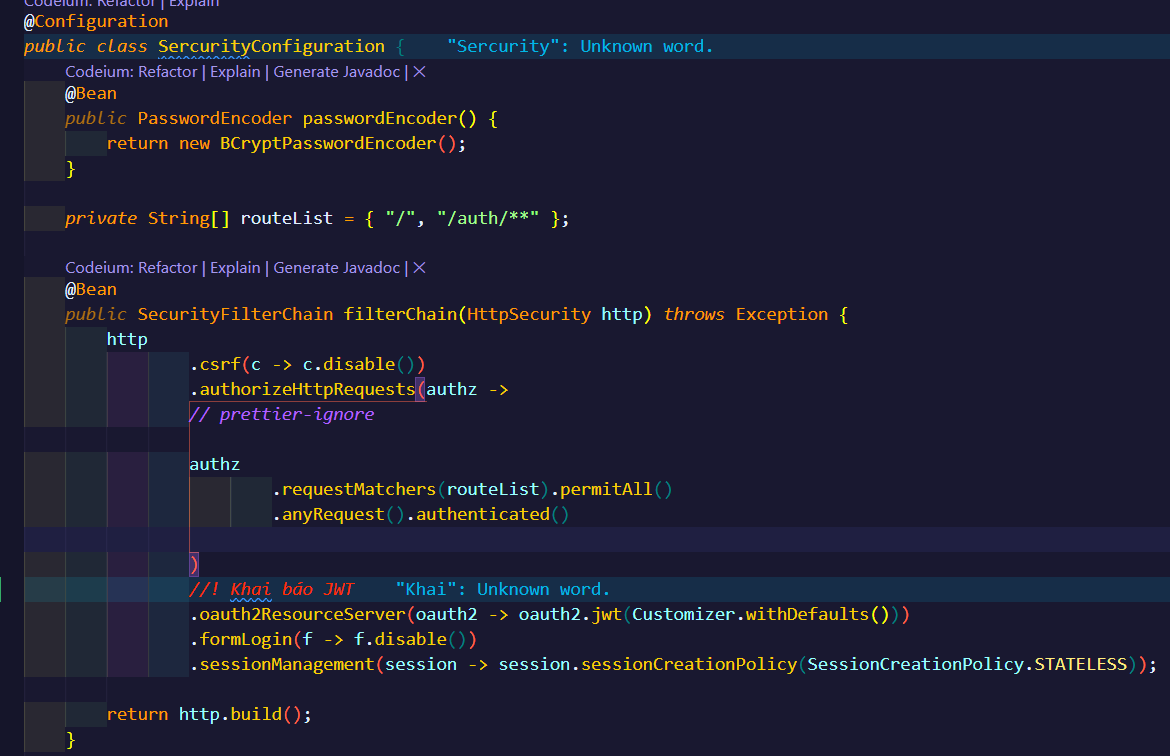 Codeium: Refactor | Explain
@Configuration
public class SercurityConfiguration {    "Sercurity": Unknown word.
Codeium: Refactor | Explain | Generate Javadoc | ×
@Bean
public PasswordEncoder passwordEncoder() {
return new BCryptPasswordEncoder();
}
private String[] routeList = { "/", "/auth/**" };
Codeium: Refactor | Explain | Generate Javadoc | ×
@Bean
public SecurityFilterChain filterChain(HttpSecurity http) throws Exception {
http
.csrf(c -> c.disable())
.authorizeHttpRequests(authz ->
// prettier-ignore
authz
.requestMatchers(routeList).permitAll()
.anyRequest().authenticated()
)
//! Khai báo JWT    "Khai": Unknown word.
.oauth2ResourceServer(oauth2 -> oauth2.jwt(Customizer.withDefaults()))
.formLogin(f -> f.disable())
.sessionManagement(session -> session.sessionCreationPolicy(SessionCreationPolicy.STATELESS));
return http.build();
}